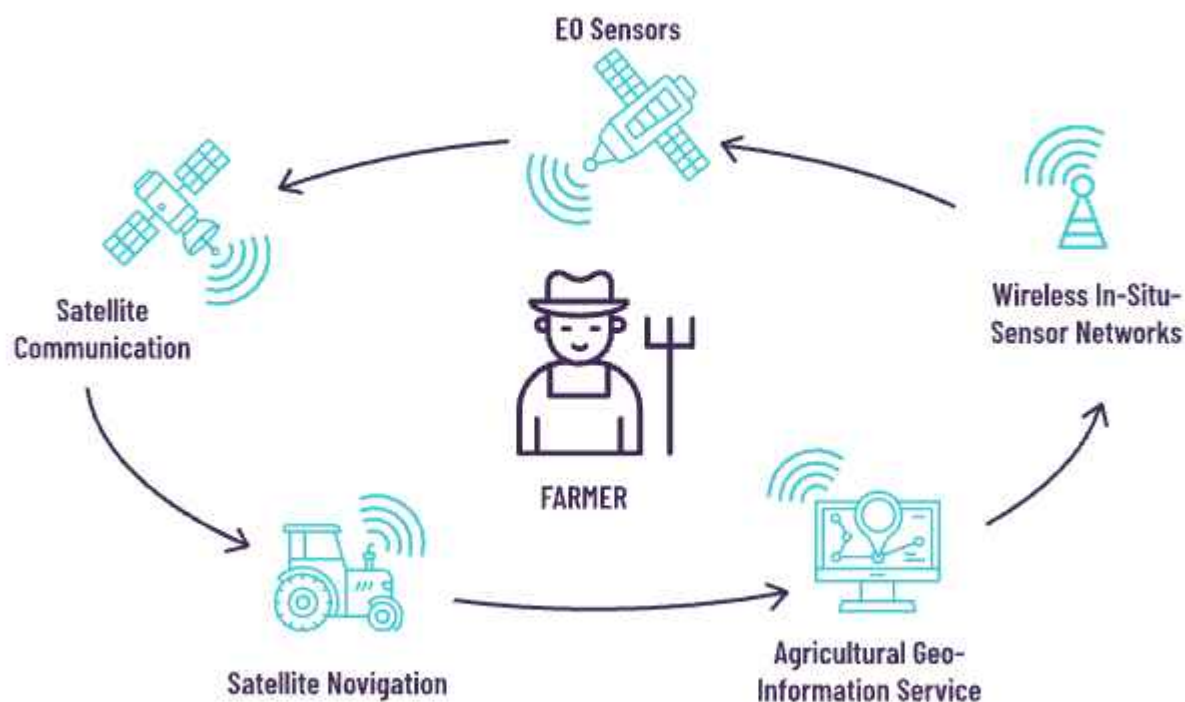 EO Sensors
Satellite
Communication
Wireless In-Situ-
Sensor Networks
FARMER
Satellite Novigation
Agricultural Geo-
Information Service